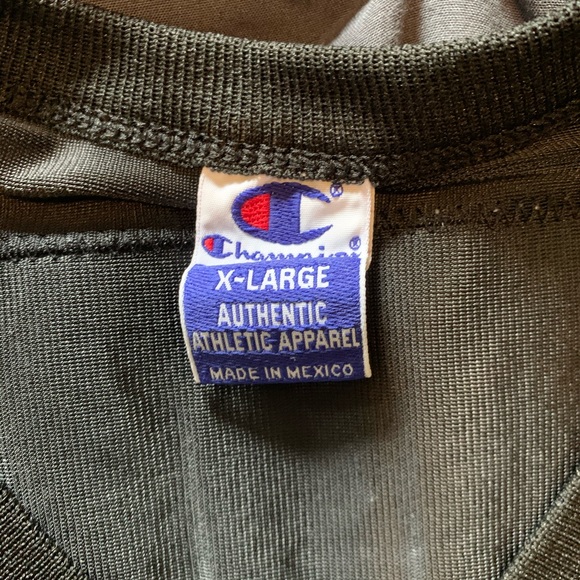 ®
Champion®
X-LARGE
AUTHENTIC
ATHLETIC APPAREL
MADE IN MEXICO